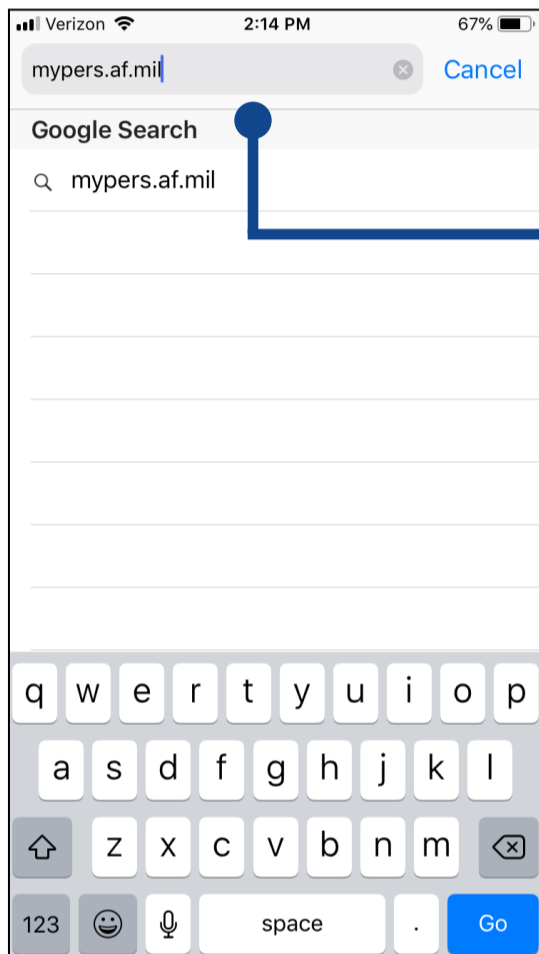 Verizon 2:14 PM 67%
mypers.af.mil Cancel
Google Search
mypers.af.mil
q w e r t y u i o p
a s d f g h j k l
z x c v b n m
123 space . Go